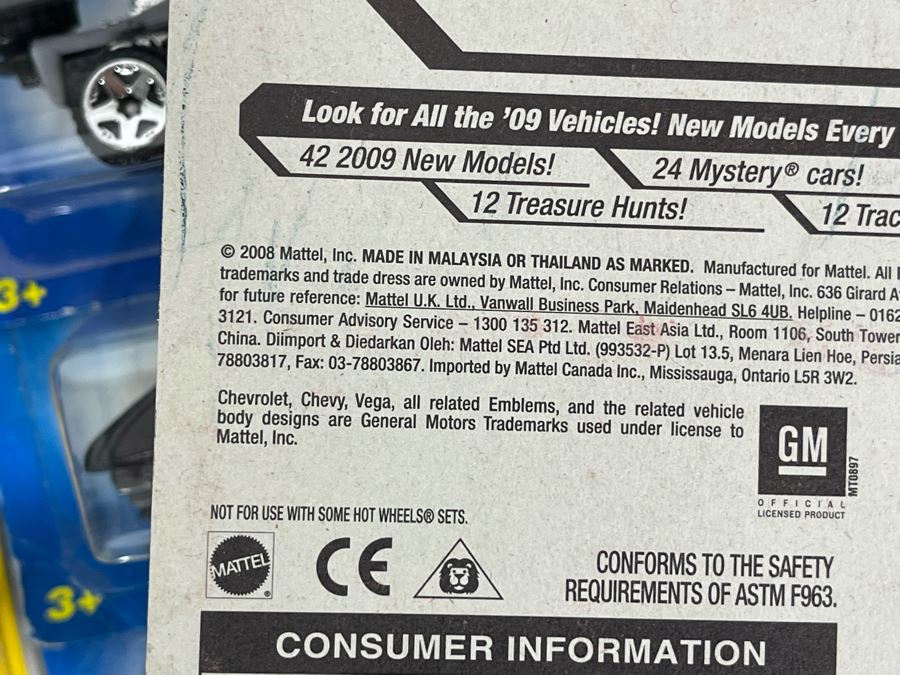 Look for All the '09 Vehicles! New Models Every
42 2009 New Models!
24 Mystery® cars!
12 Treasure Hunts!
12 Trac
© 2008 Mattel, Inc. MADE IN MALAYSIA OR THAILAND AS MARKED. Manufactured for Mattel. All
trademarks and trade dress are owned by Mattel, Inc. Consumer Relations – Mattel, Inc. 636 Girard A
for future reference: Mattel U.K. Ltd., Vanwall Business Park, Maidenhead SL6 4UB. Helpline – 0162
3121. Consumer Advisory Service – 1300 135 312. Mattel East Asia Ltd., Room 1106, South Tower
China. Diimport & Diedarkan Oleh: Mattel SEA Ptd Ltd. (993532-P) Lot 13.5, Menara Lien Hoe, Persia
78803817, Fax: 03-78803867. Imported by Mattel Canada Inc., Mississauga, Ontario L5R 3W2.
Chevrolet, Chevy, Vega, all related Emblems, and the related vehicle
body designs are General Motors Trademarks used under license to
Mattel, Inc.
GM
OFFICIAL
LICENSED PRODUCT
MT0897
NOT FOR USE WITH SOME HOT WHEELS® SETS.
MATTEL
CE
CONFORMS TO THE SAFETY
REQUIREMENTS OF ASTM F963.
CONSUMER INFORMATION
3+
3+